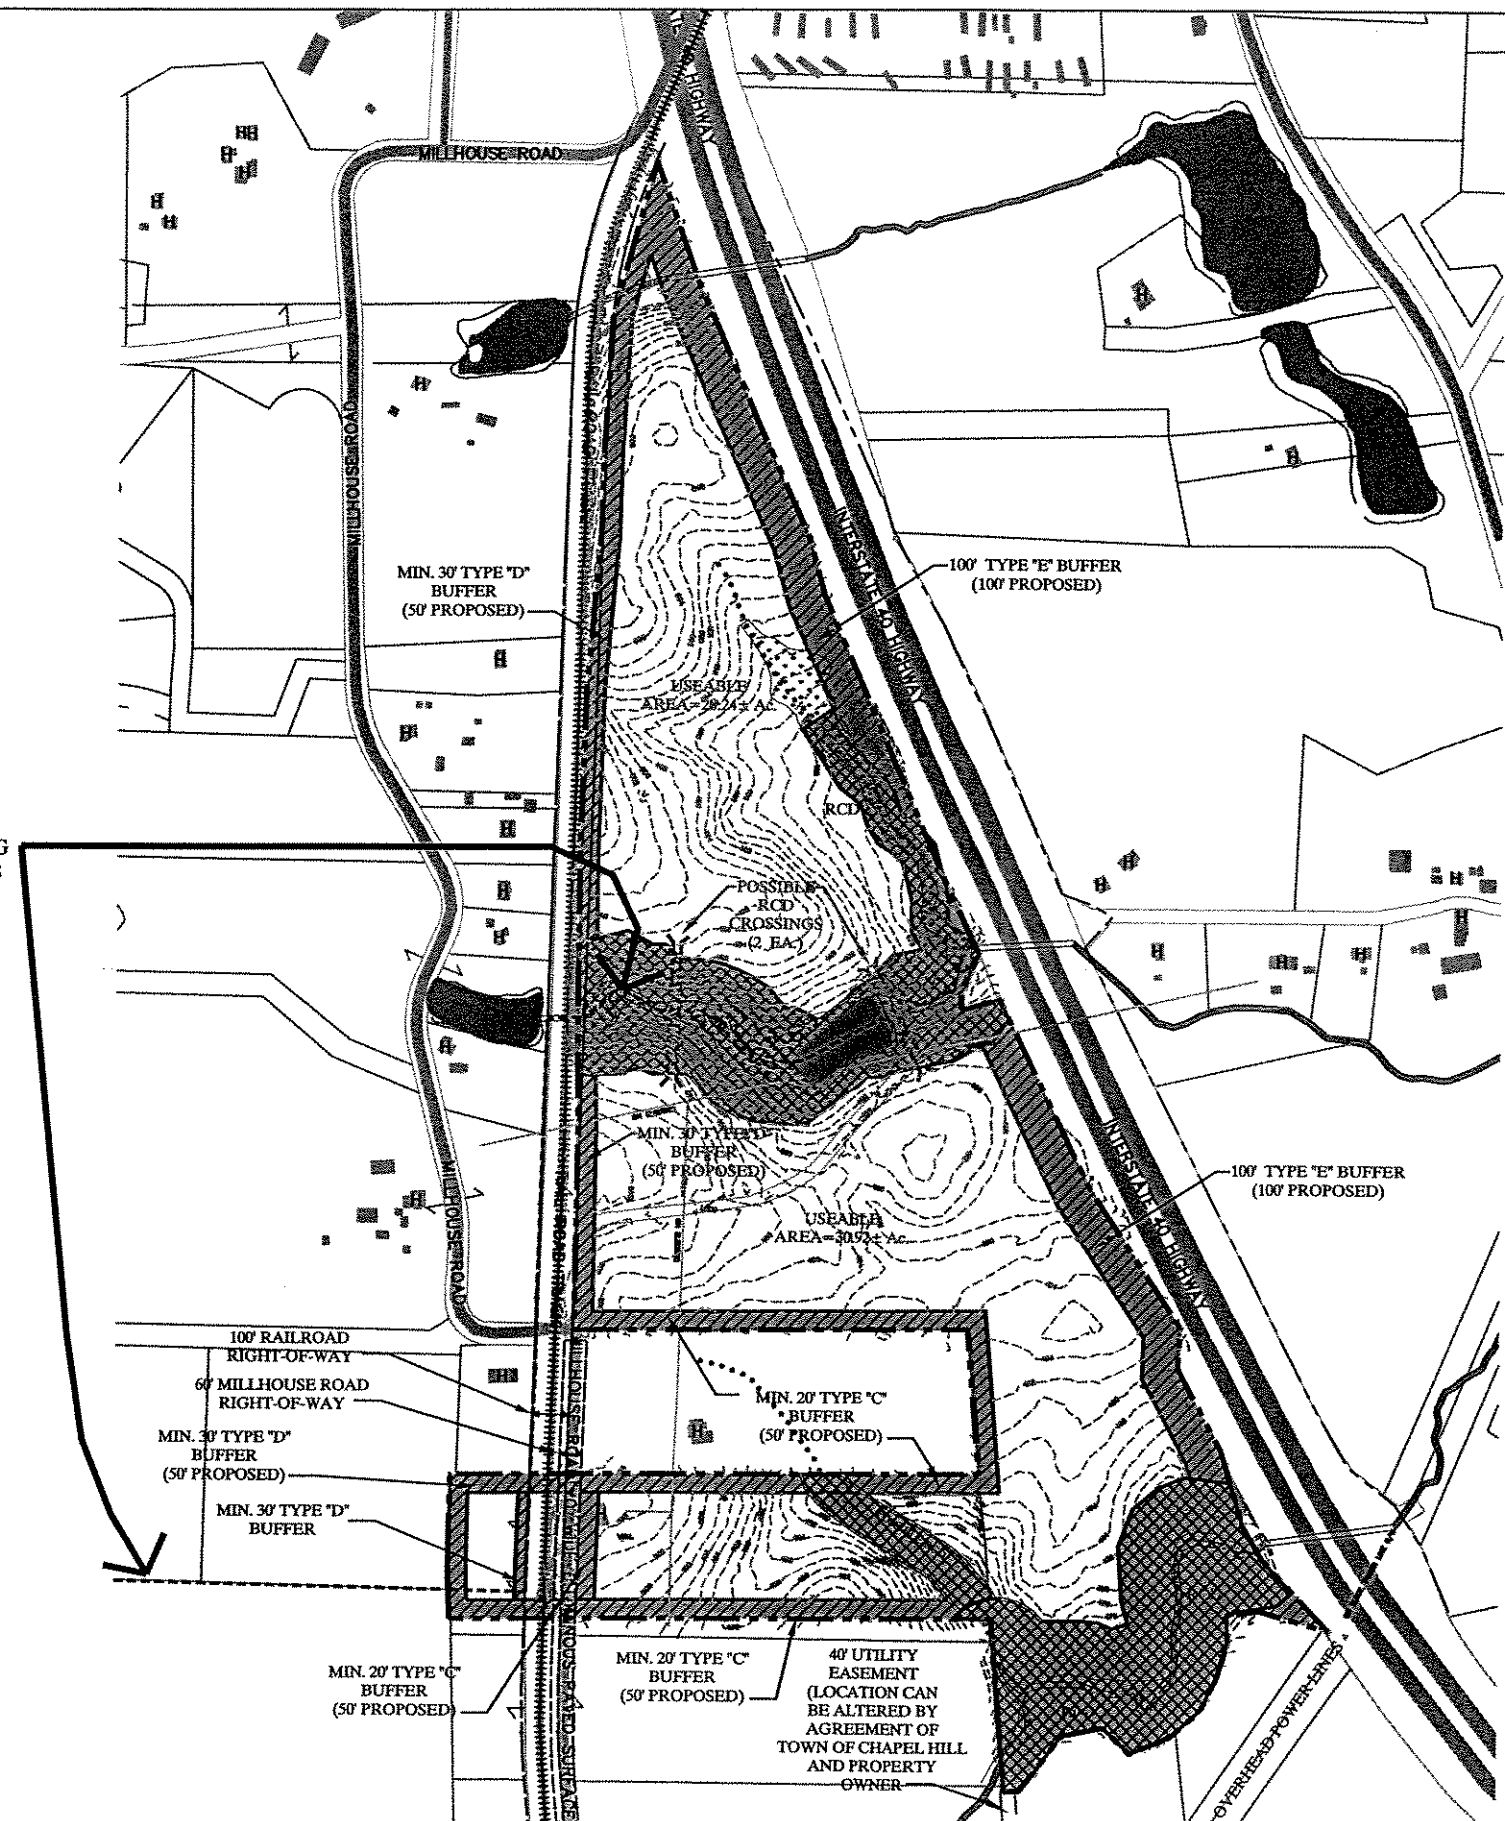 HIGHWAY
MILLHOUSE ROAD
MILLHOUSE ROAD
MIN. 30' TYPE "D"
BUFFER
(50' PROPOSED)
INTERSTATE 40 HIGHWAY
100' TYPE "E" BUFFER
(100' PROPOSED)
USEABLE
RCD
G
POSSIBLE
RCD
CROSSINGS
(2 EA.)
MIN. 30' TYPE "D"
BUFFER
(50' PROPOSED)
MILLHOUSE ROAD
INTERSTATE 40 HIGHWAY
100' TYPE "E" BUFFER
(100' PROPOSED)
USEABLE
AREA=30.92± Ac.
100' RAILROAD
RIGHT-OF-WAY
60' MILLHOUSE ROAD
RIGHT-OF-WAY
MIN. 30' TYPE "D"
BUFFER
(50' PROPOSED)
MIN. 30' TYPE "D"
BUFFER
MIN. 20' TYPE "C"
BUFFER
(50' PROPOSED)
MIN. 20' TYPE "C"
BUFFER
(50' PROPOSED)
MIN. 20' TYPE "C"
BUFFER
(50' PROPOSED)
40' UTILITY
EASEMENT
(LOCATION CAN
BE ALTERED BY
AGREEMENT OF
TOWN OF CHAPEL HILL
AND PROPERTY
OWNER
OVERHEAD POWER LINES